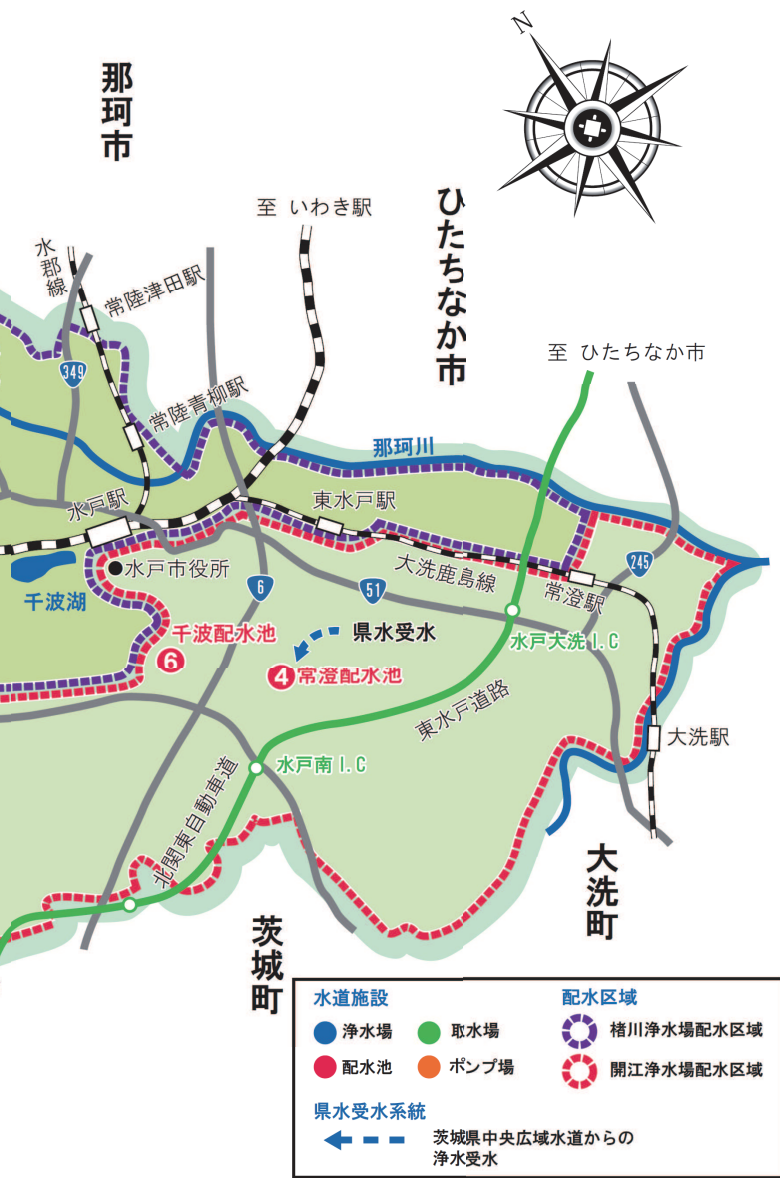 N
那珂市
至 いわき駅
ひたちなか市
水郡線
常陸津田駅
349
常陸青柳駅
至 ひたちなか市
那珂川
水戸駅
東水戸駅
大洗鹿島線
245
水戸市役所
6
51
常澄駅
千波湖
千波配水池
県水受水
水戸大洗 I.C
6
4 常澄配水池
東水戸道路
大洗駅
水戸南 I.C
北関東自動車道
大洗町
茨城町
水道施設
浄水場
取水場
配水池
ポンプ場
配水区域
楮川浄水場配水区域
開江浄水場配水区域
県水受水系統
茨城県中央広域水道からの
浄水受水